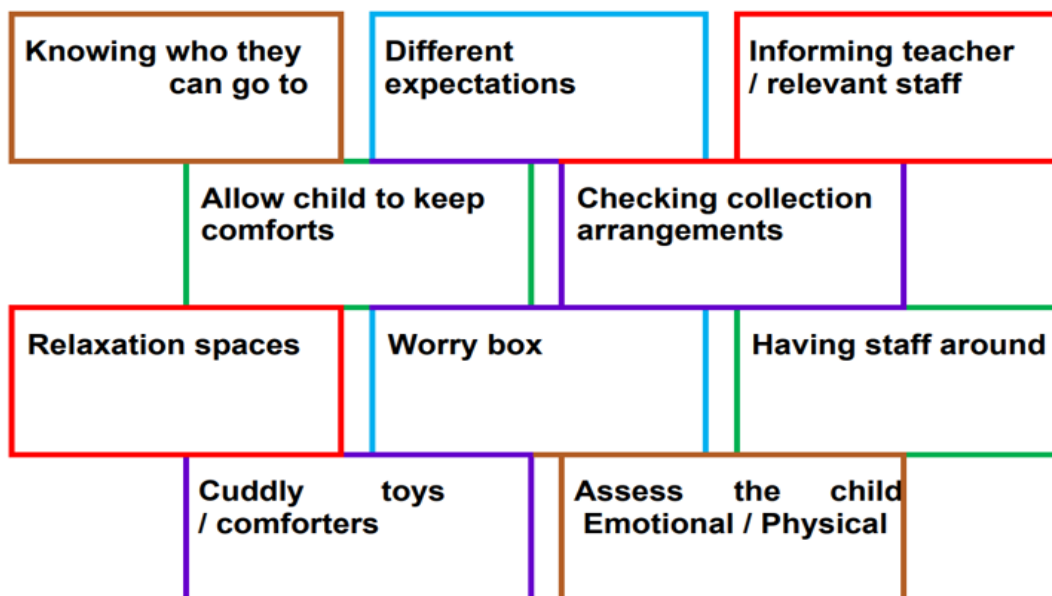 Knowing who they
can go to
Different
expectations
Informing teacher
/ relevant staff
Allow child to keep
comforts
Checking collection
arrangements
Relaxation spaces
Worry box
Having staff around
Cuddly toys
/ comforters
Assess the child
Emotional / Physical